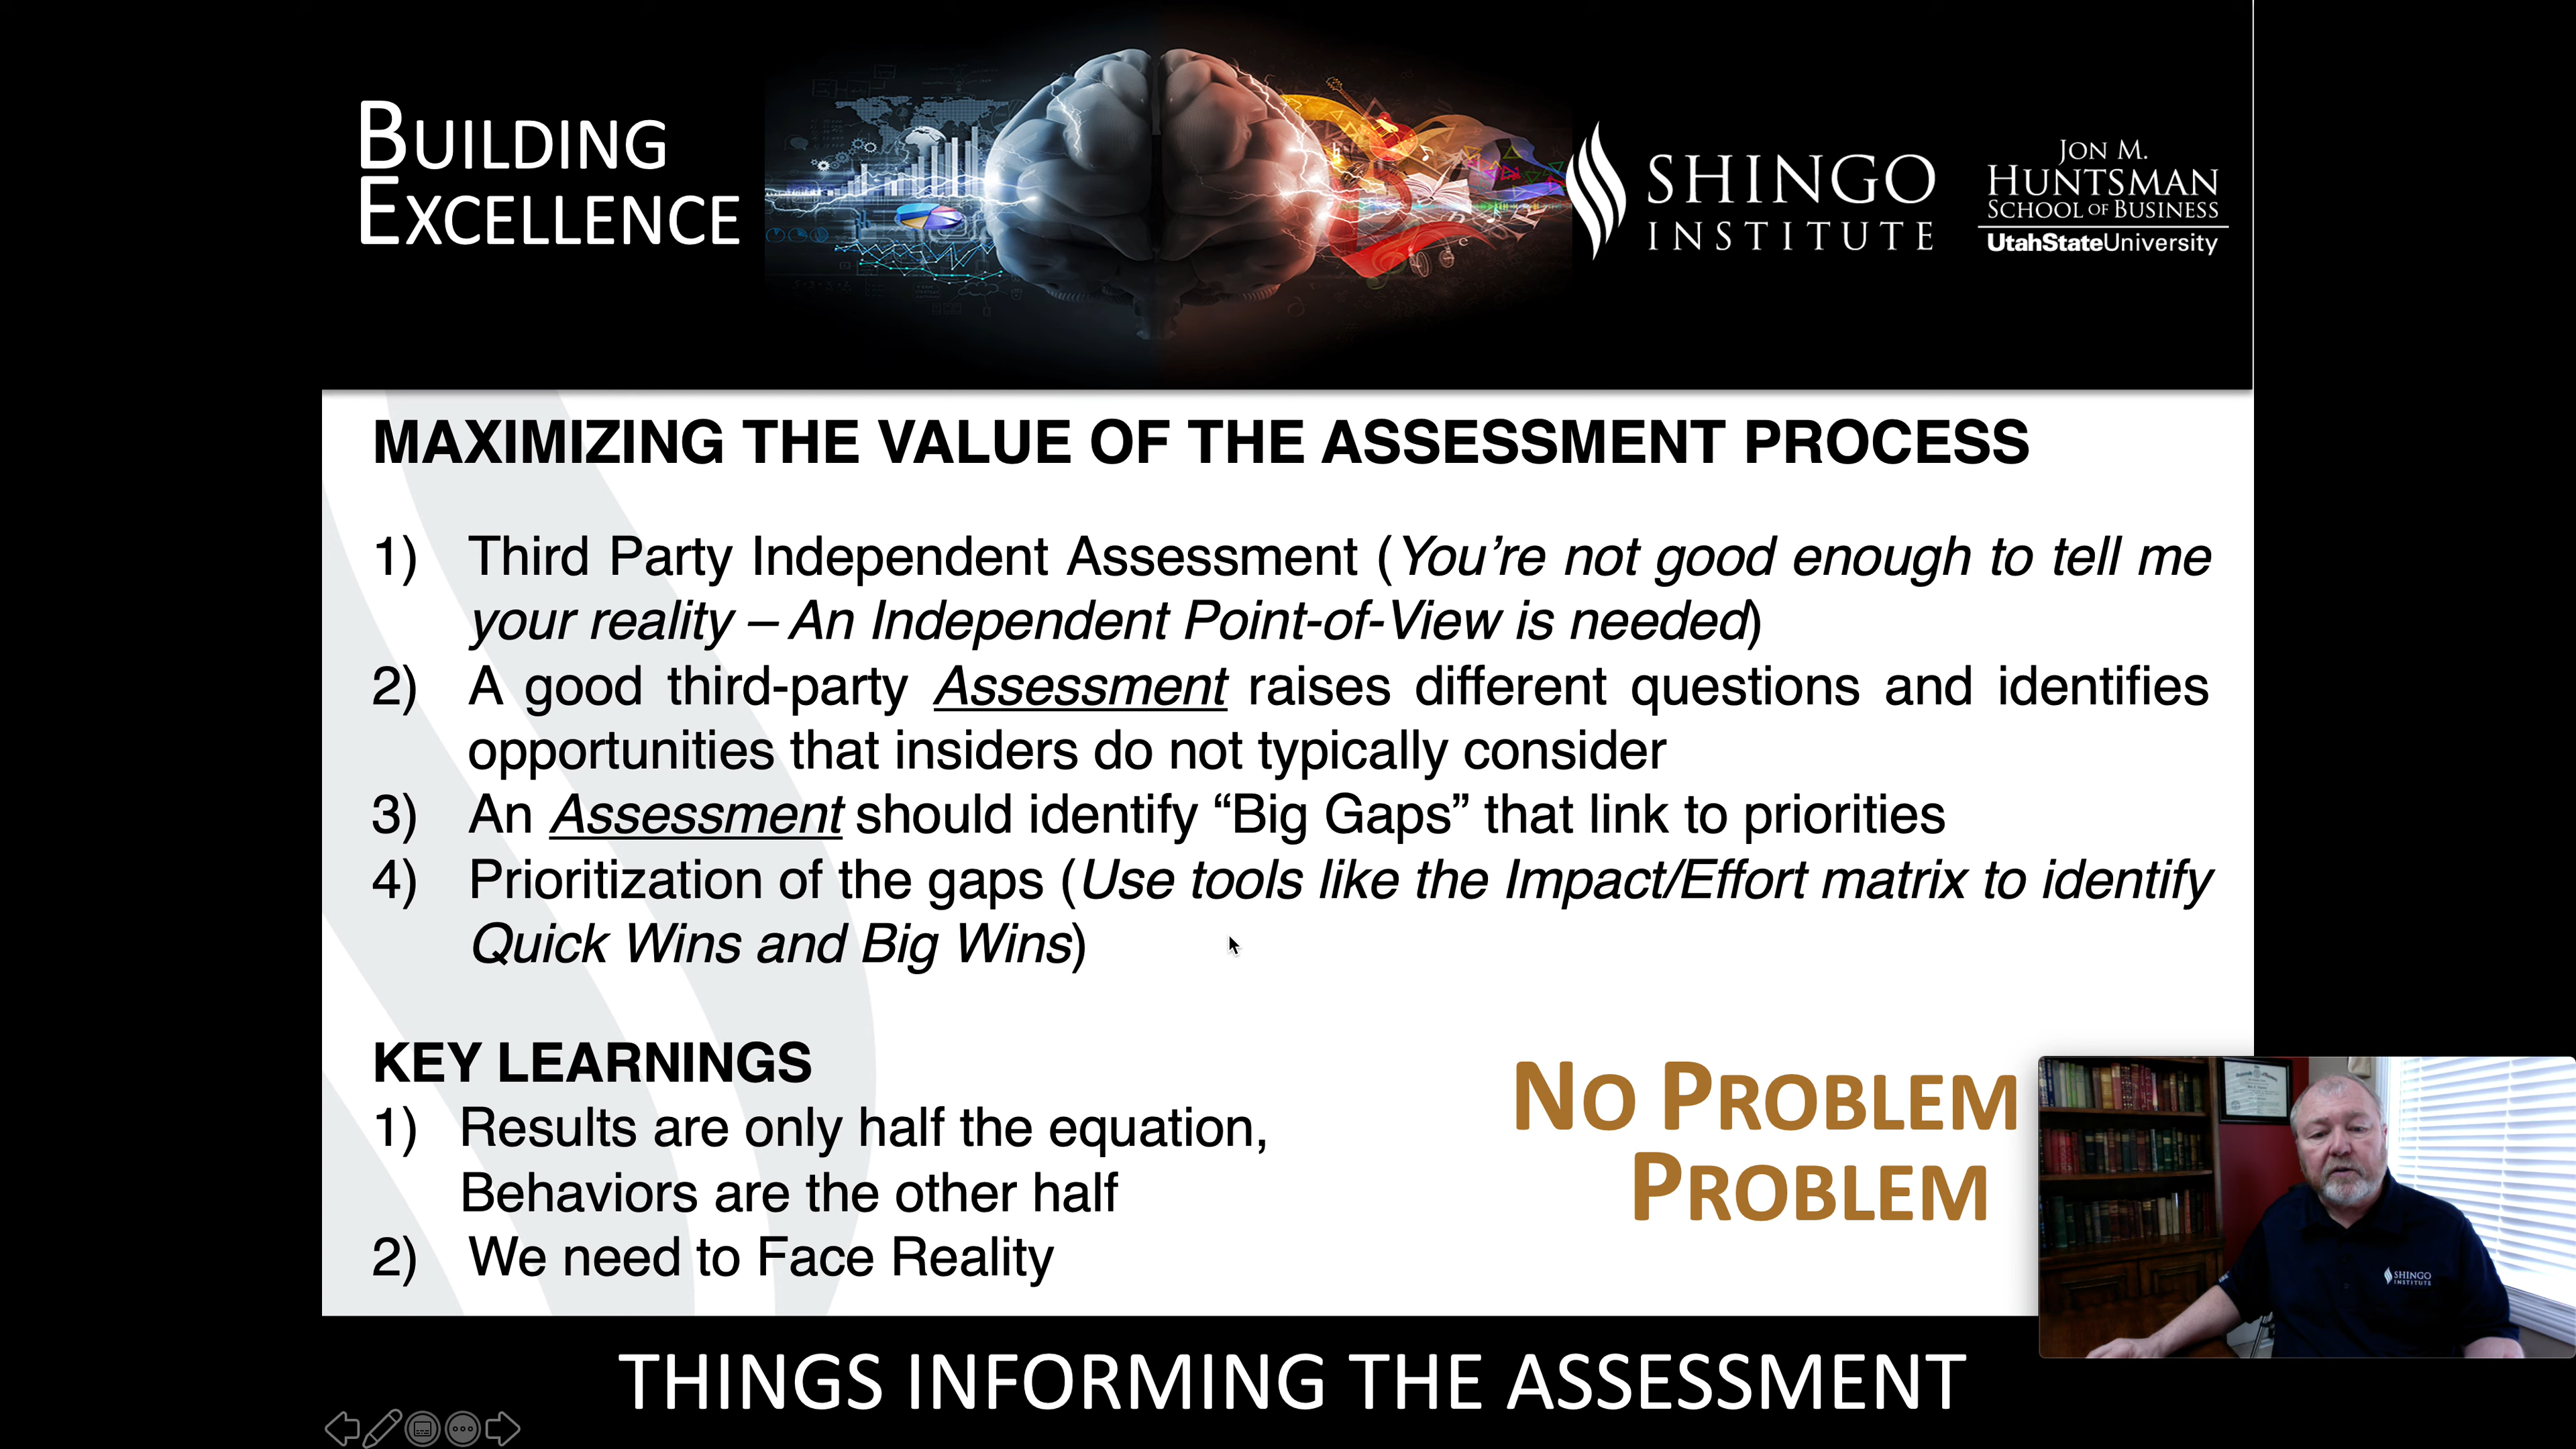 BUILDING
EXCELLENCE
SHINGO
INSTITUTE
JON M.
HUNTSMAN
SCHOOL OF BUSINESS
UtahStateUniversity
MAXIMIZING THE VALUE OF THE ASSESSMENT PROCESS
1) Third Party Independent Assessment (You’re not good enough to tell me
your reality – An Independent Point-of-View is needed)
2) A good third-party Assessment raises different questions and identifies
opportunities that insiders do not typically consider
3) An Assessment should identify “Big Gaps” that link to priorities
4) Prioritization of the gaps (Use tools like the Impact/Effort matrix to identify
Quick Wins and Big Wins)
KEY LEARNINGS
1) Results are only half the equation,
Behaviors are the other half
2) We need to Face Reality
NO PROBLEM
PROBLEM
SHINGO
INSTITUTE
THINGS INFORMING THE ASSESSMENT